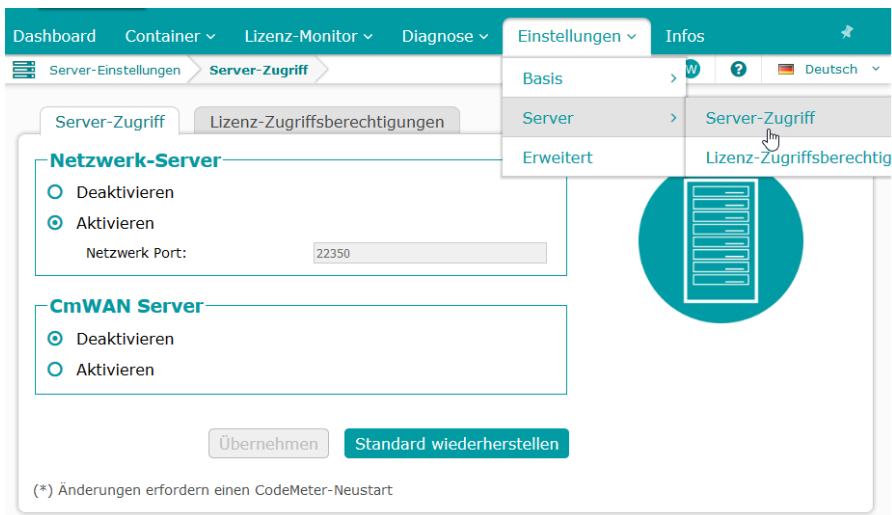 Dashboard Container Lizenz-Monitor Diagnose Einstellungen Infos
Server-Einstellungen Server-Zugriff W ? Deutsch
Basis
Server
Erweitert
Server-Zugriff
Lizenz-Zugriffsberechtig
Server-Zugriff Lizenz-Zugriffsberechtigungen
Netzwerk-Server
Deaktivieren
Aktivieren
Netzwerk Port: 22350
CmWAN Server
Deaktivieren
Aktivieren
Übernehmen Standard wiederherstellen
(*) Änderungen erfordern einen CodeMeter-Neustart